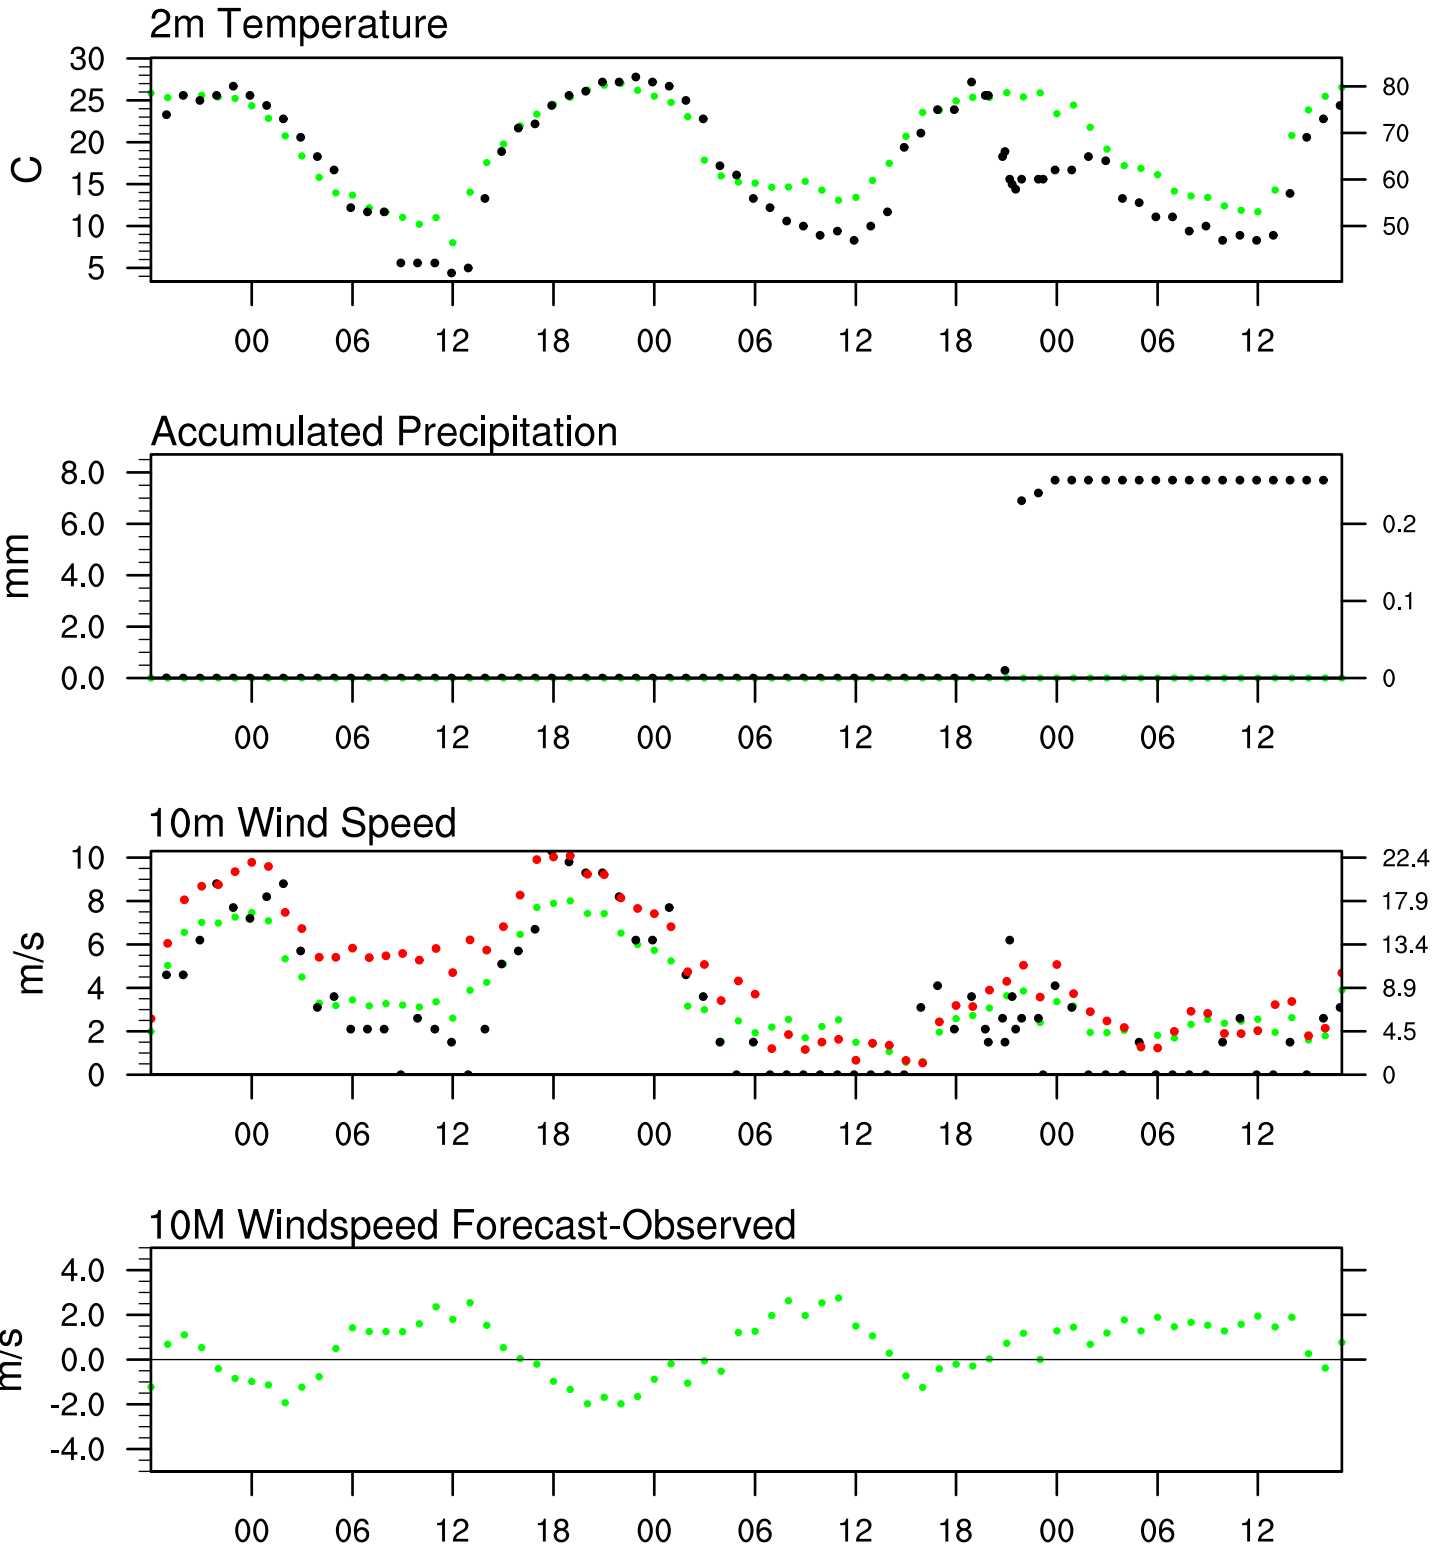 2m Temperature
30
25
20
15
10
5
C
80
70
60
50
00 06 12 18 00 06 12 18 00 06 12
Accumulated Precipitation
8.0
6.0
4.0
2.0
0.0
mm
0.2
0.1
0
00 06 12 18 00 06 12 18 00 06 12
10m Wind Speed
10
8
6
4
2
0
m/s
22.4
17.9
13.4
8.9
4.5
0
00 06 12 18 00 06 12 18 00 06 12
10M Windspeed Forecast-Observed
4.0
2.0
0.0
-2.0
-4.0
m/s
00 06 12 18 00 06 12 18 00 06 12